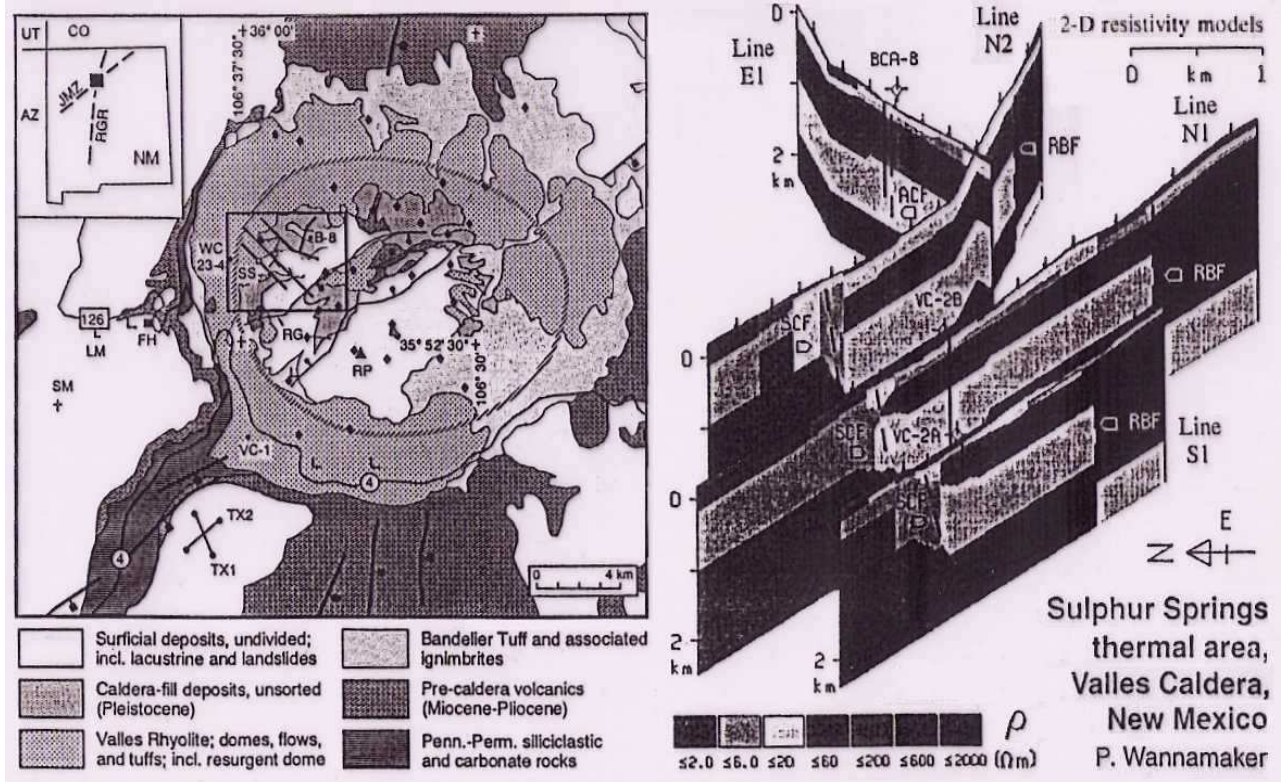 UT
CO
AZ
JMZ
RGR
NM
+36° 00'
106° 37' 30"
WC
23-4
SS
B-8
126
LM
FH
SM
RG
RP
35° 52' 30"
106° 30'
VC-1
4
TX2
TX1
4
0 4 km
Surficial deposits, undivided;
incl. lacustrine and landslides
Caldera-fill deposits, unsorted
(Pleistocene)
Valles Rhyolite; domes, flows,
and tuffs; incl. resurgent dome
Bandelier Tuff and associated
ignimbrites
Pre-caldera volcanics
(Miocene-Pliocene)
Penn.-Perm. siliciclastic
and carbonate rocks
Line
E1
Line
N2
2-D resistivity models
0 km 1
Line
N1
0
2
km
BCA-8
RBF
ACF
VC-2B
RBF
SCF
0
SCF
VC-2A
RBF
Line
S1
0
SCF
2
km
2
km
N
E
Sulphur Springs
thermal area,
Valles Caldera,
New Mexico
P. Wannamaker
ρ
≤2.0 ≤6.0 ≤20 ≤60 ≤200 ≤600 ≤2000 (Ωm)